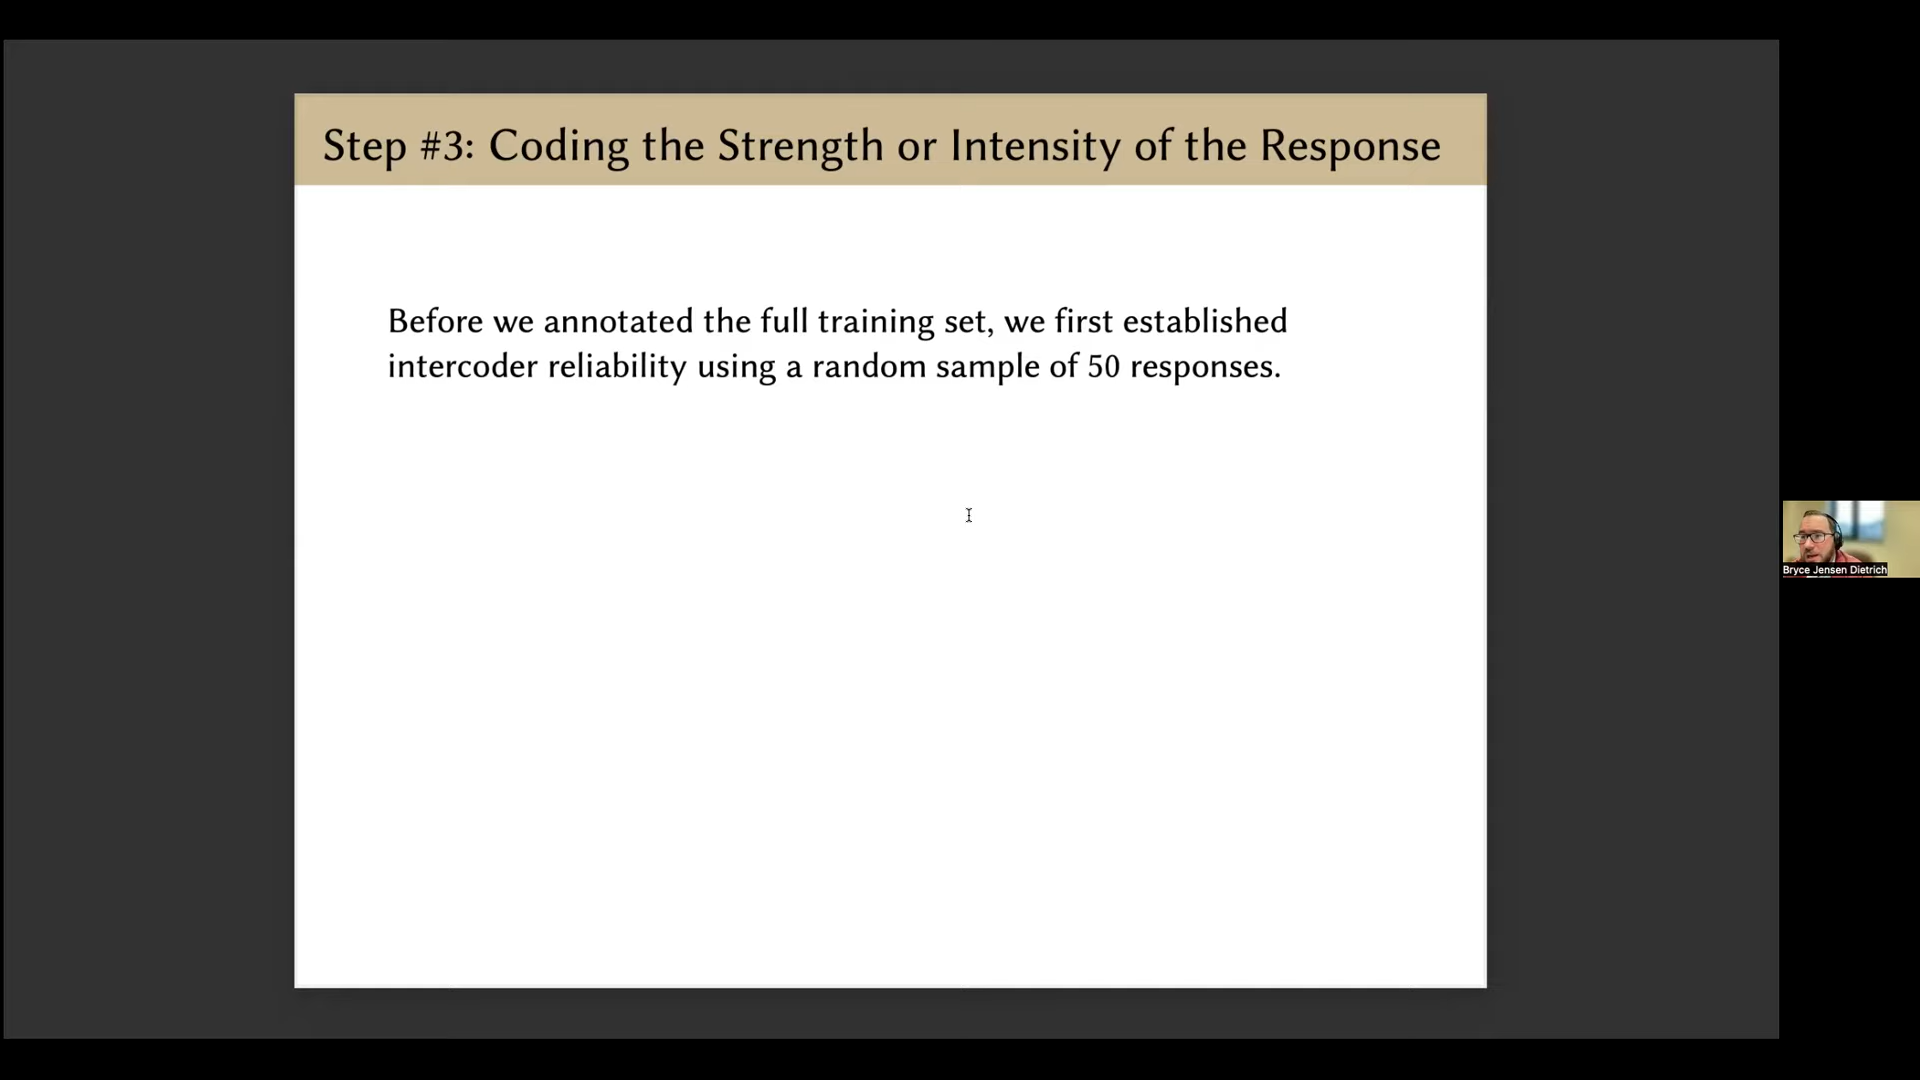 Step #3: Coding the Strength or Intensity of the Response
Before we annotated the full training set, we first established
intercoder reliability using a random sample of 50 responses.
Bryce Jensen Dietrich